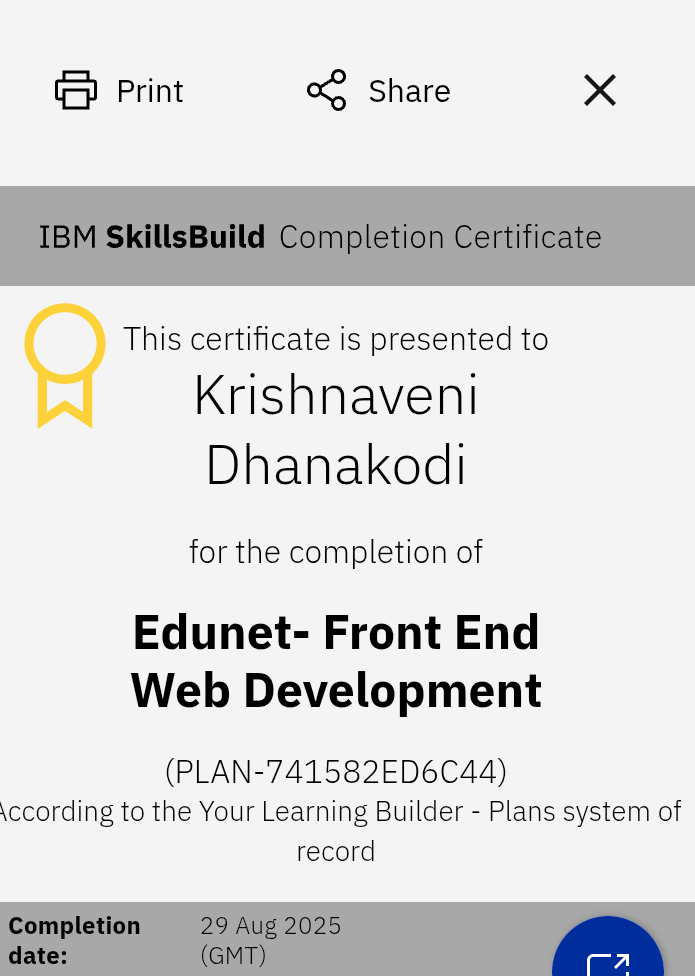 Print
Share
IBM SkillsBuild Completion Certificate
This certificate is presented to
Krishnaveni
Dhanakodi
for the completion of
Edunet- Front End
Web Development
(PLAN-741582ED6C44)
According to the Your Learning Builder - Plans system of
record
Completion 29 Aug 2025
date: (GMT)